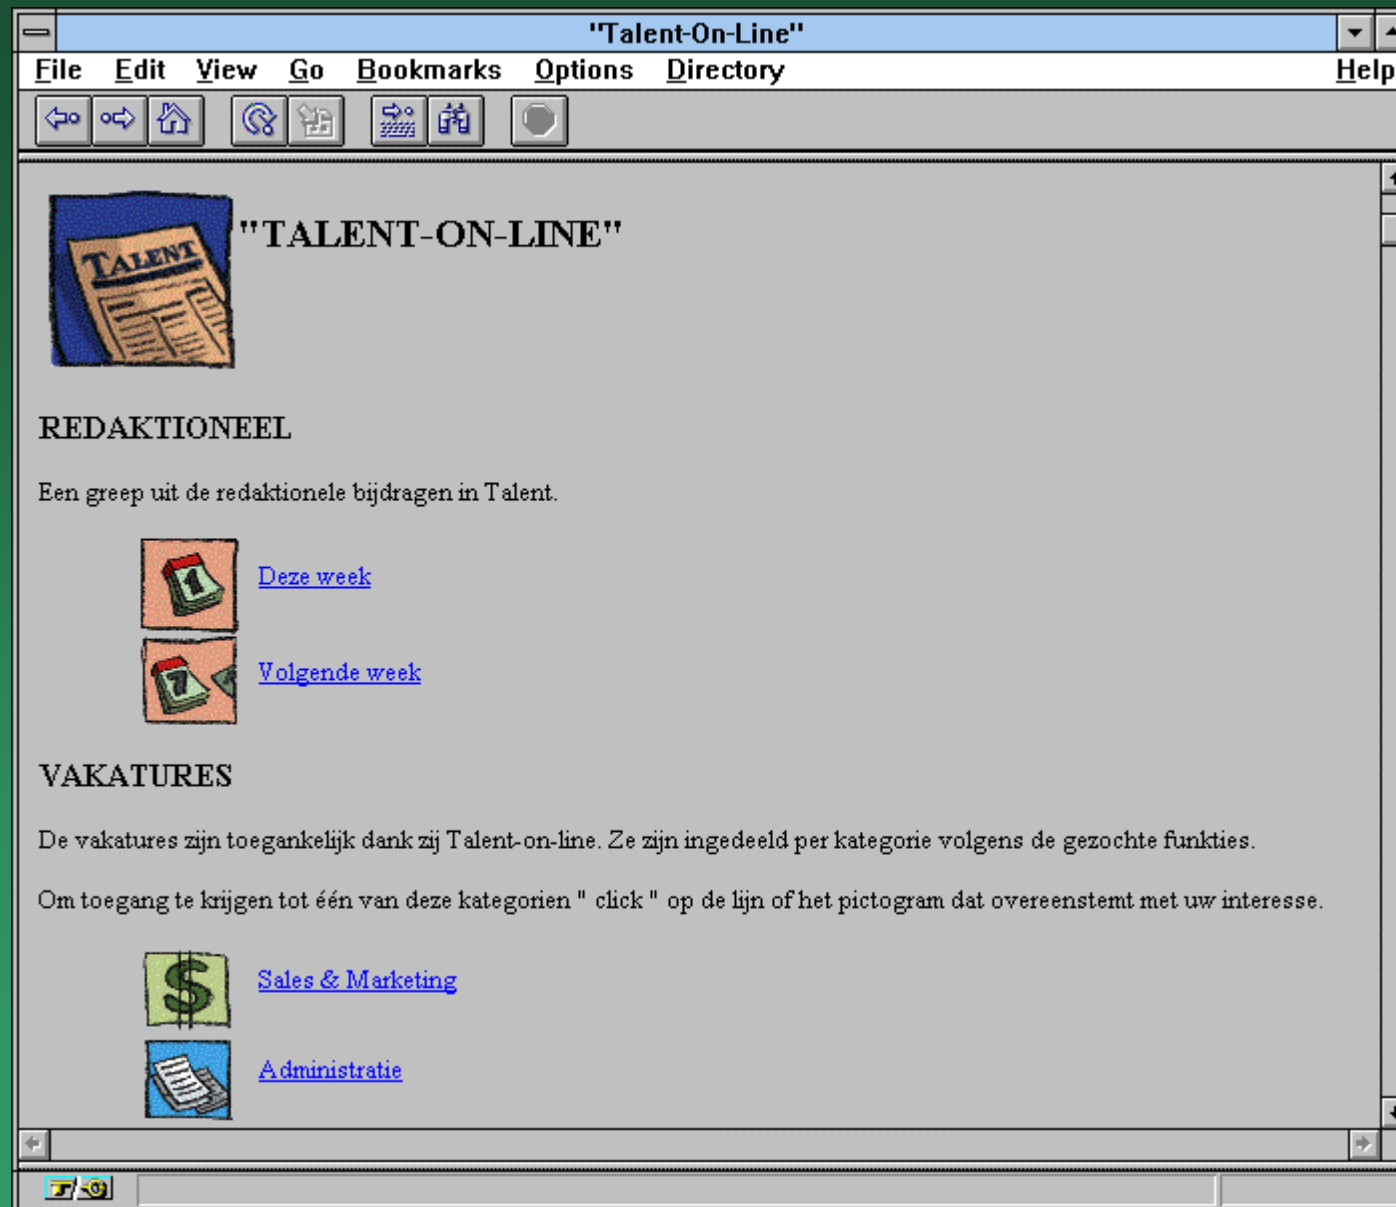 "Talent-On-Line"
File Edit View Go Bookmarks Options Directory Help
TALENT
"TALENT-ON-LINE"
REDAKTIONEEL
Een greep uit de redaktionele bijdragen in Talent.
1
Deze week
7
Volgende week
VAKATURES
De vakatures zijn toegankelijk dank zij Talent-on-line. Ze zijn ingedeeld per kategorie volgens de gezochte funkties.
Om toegang te krijgen tot één van deze kategorien " click " op de lijn of het pictogram dat overeenstemt met uw interesse.
$
Sales & Marketing
Administratie